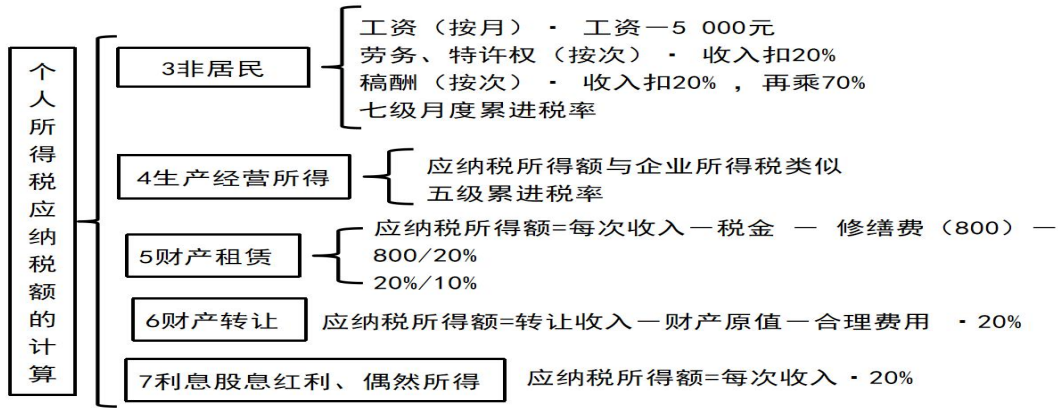 个人所得税应纳税额的计算
3非居民
工资（按月）· 工资－5 000元
劳务、特许权（按次）· 收入扣20%
稿酬（按次）· 收入扣20% ，再乘70%
七级月度累进税率
4生产经营所得
应纳税所得额与企业所得税类似
五级累进税率
5财产租赁
应纳税所得额=每次收入－税金 － 修缮费（800）－
800/20%
20%/10%
6财产转让
应纳税所得额=转让收入－财产原值－合理费用 ·20%
7利息股息红利、偶然所得
应纳税所得额=每次收入·20%